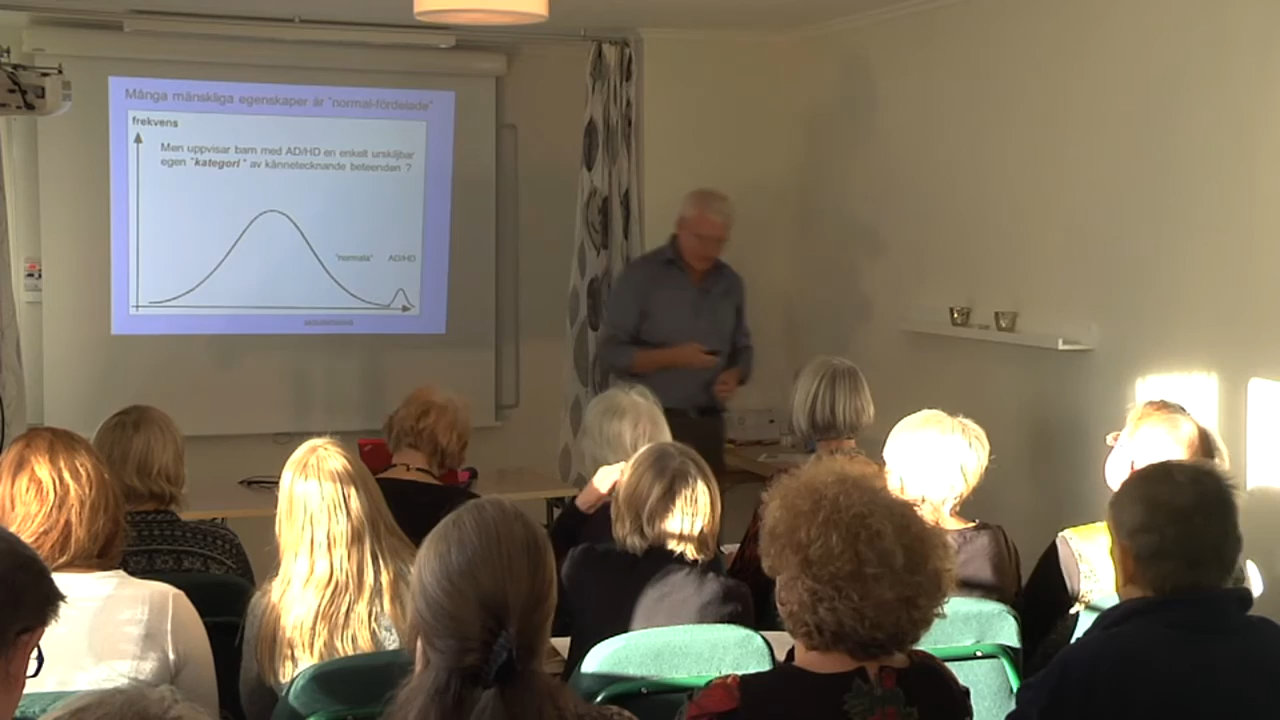 Många mänskliga egenskaper är "normal-fördelade"
frekvens
Men uppvisar barn med AD/HD en enkelt urskiljbar
egen "kategori" av kännetecknande beteenden ?
"normala" AD/HD